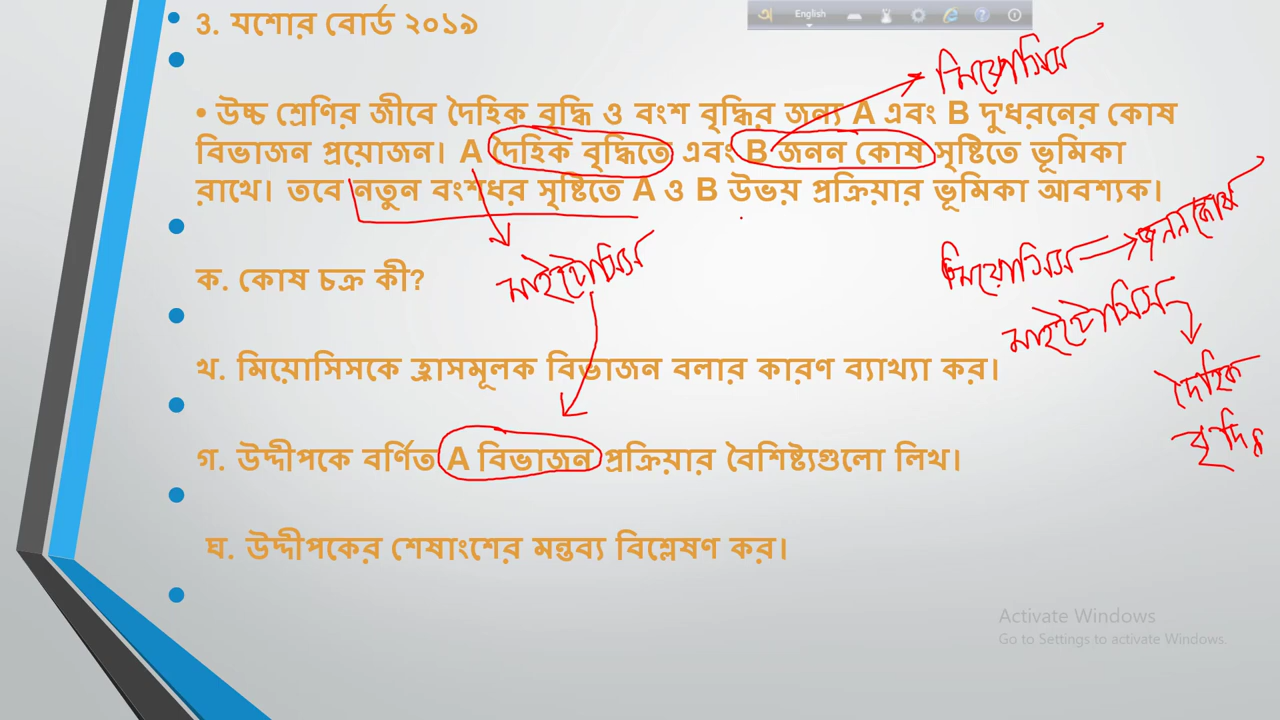 3. যশোর বোর্ড ২০১৯
English
মিয়োসিস
• উচ্চ শ্রেণির জীবে দৈহিক বৃদ্ধি ও বংশ বৃদ্ধির জন্য A এবং B দু'ধরনের কোষ
বিভাজন প্রয়োজন। A দৈহিক বৃদ্ধিতে এবং B জনন কোষ সৃষ্টিতে ভূমিকা
রাখে। তবে নতুন বংশধর সৃষ্টিতে A ও B উভয় প্রক্রিয়ার ভূমিকা আবশ্যক।
মাইটোসিস
মিয়োসিস → জনন কোষ
মাইটোসিস
দৈহিক
বৃদ্ধি
ক. কোষ চক্র কী?
খ. মিয়োসিসকে হ্রাসমূলক বিভাজন বলার কারণ ব্যাখ্যা কর।
গ. উদ্দীপকে বর্ণিত A বিভাজন প্রক্রিয়ার বৈশিষ্ট্যগুলো লিখ।
ঘ. উদ্দীপকের শেষাংশের মন্তব্য বিশ্লেষণ কর।
Activate Windows
Go to Settings to activate Windows.